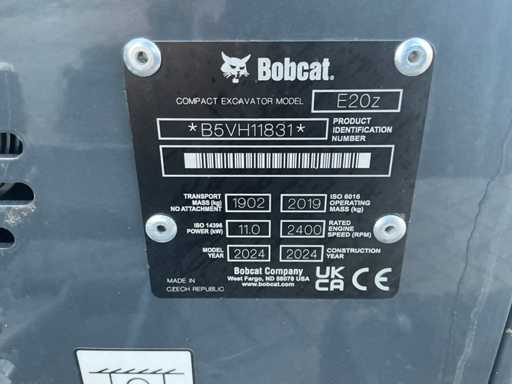 Bobcat.
COMPACT EXCAVATOR MODEL E20z
*B5VH11831* PRODUCT
IDENTIFICATION
NUMBER
TRANSPORT
MASS (kg)
NO ATTACHMENT
1902 2019
ISO 6016
OPERATING
MASS (kg)
ISO 14396
POWER (kW)
11.0 2400
RATED
ENGINE
SPEED (RPM)
MODEL
YEAR
2024 2024
CONSTRUCTION
YEAR
MADE IN
CZECH REPUBLIC
Bobcat Company
West Fargo, ND 58078 USA
www.bobcat.com
UK
CA CE